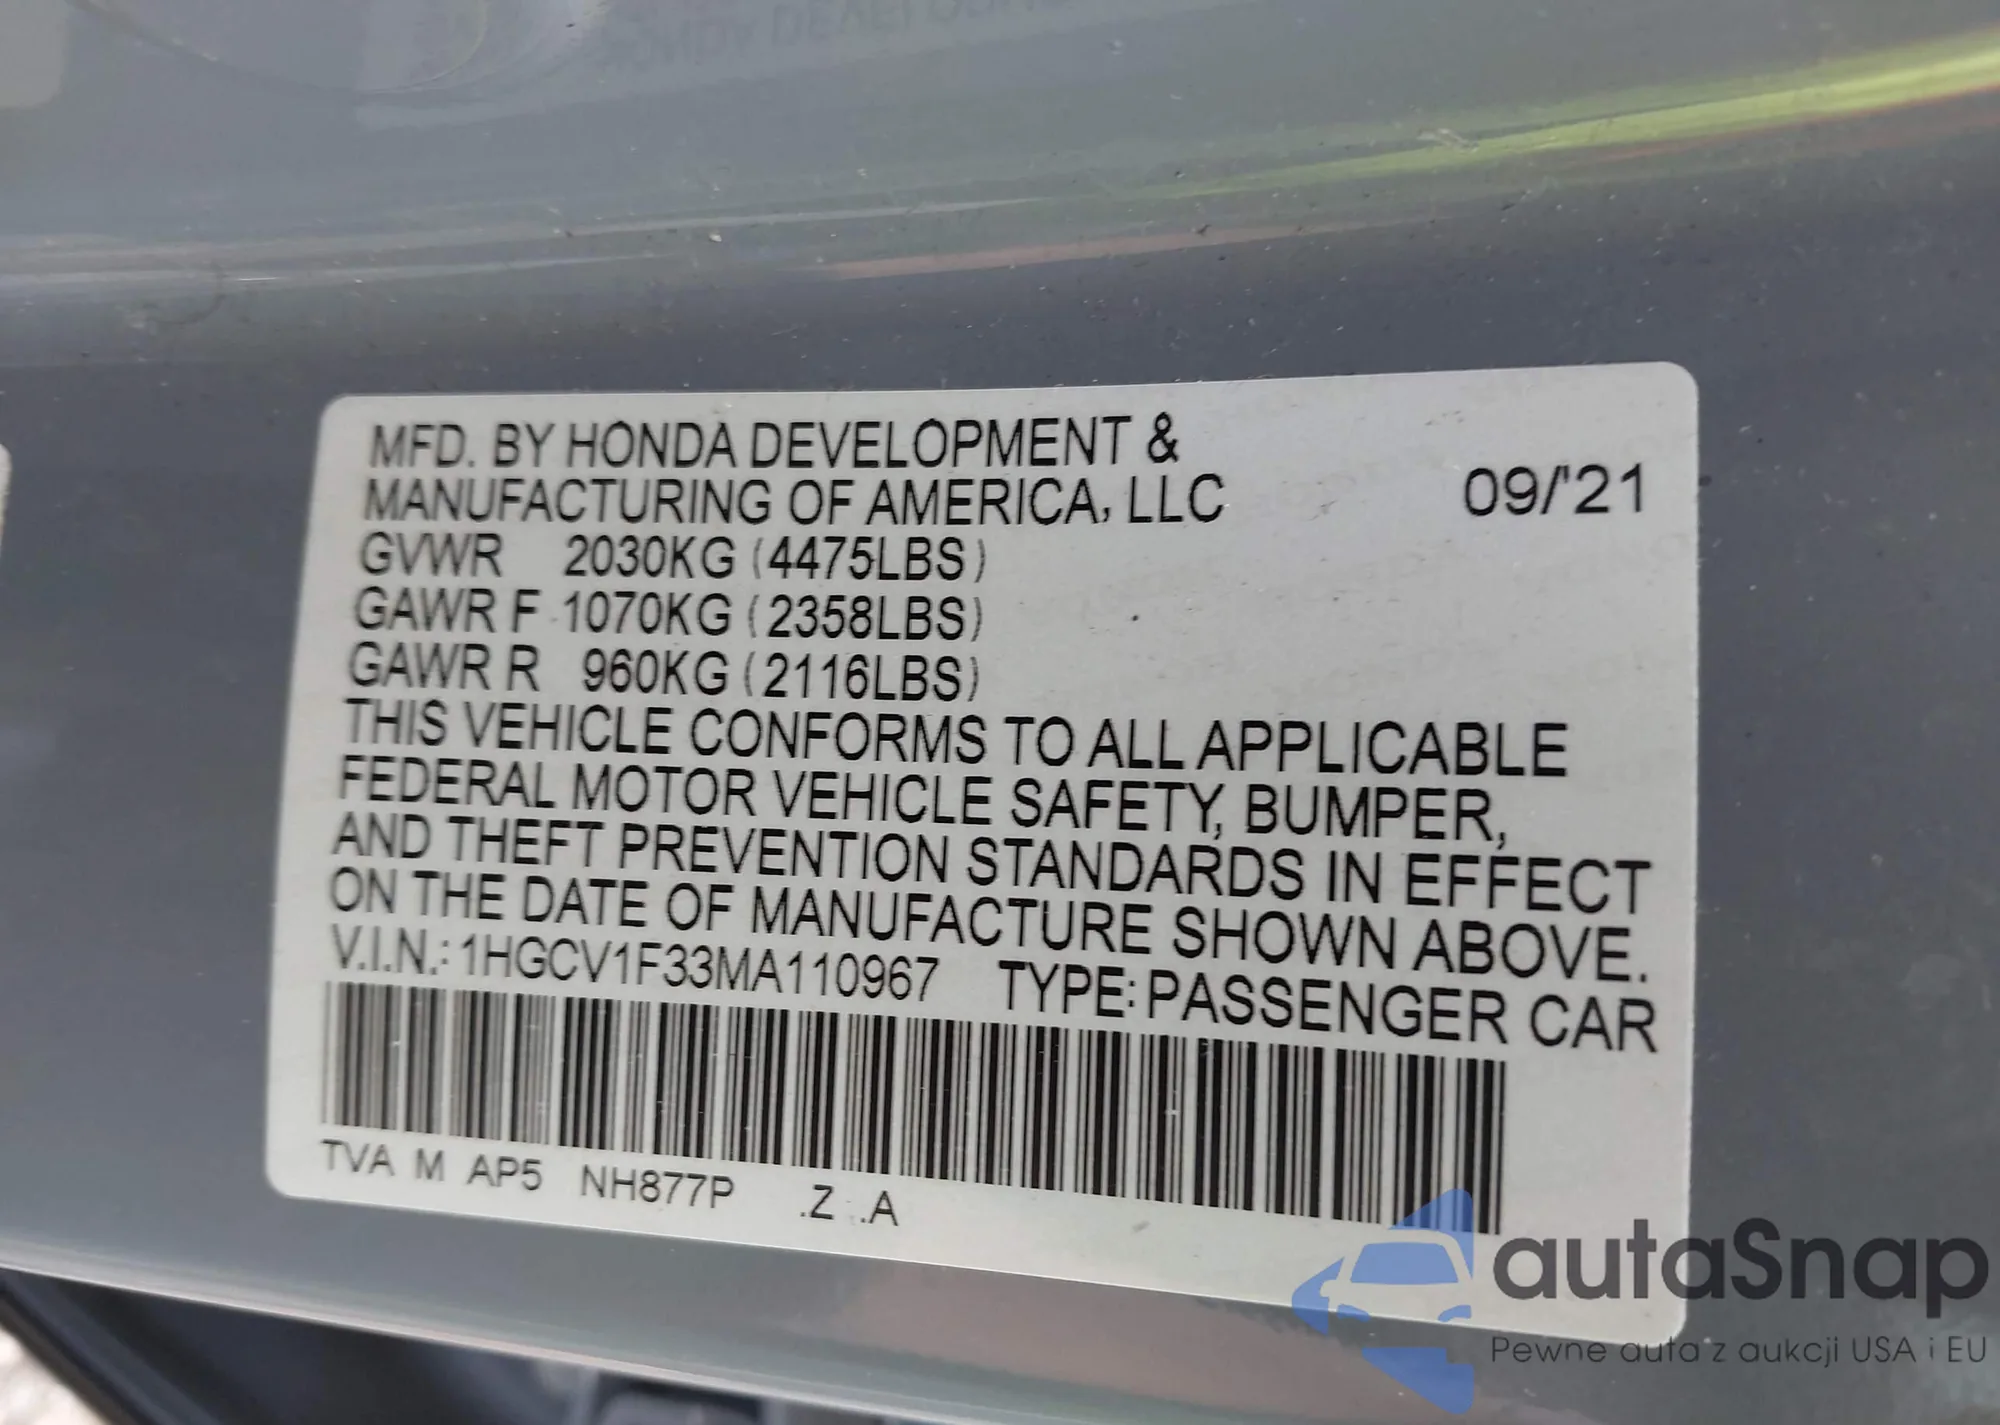 MFD. BY HONDA DEVELOPMENT &
MANUFACTURING OF AMERICA, LLC 09/'21
GVWR 2030KG (4475LBS)
GAWR F 1070KG (2358LBS)
GAWR R 960KG (2116LBS)
THIS VEHICLE CONFORMS TO ALL APPLICABLE
FEDERAL MOTOR VEHICLE SAFETY, BUMPER,
AND THEFT PREVENTION STANDARDS IN EFFECT
ON THE DATE OF MANUFACTURE SHOWN ABOVE.
V.I.N.: 1HGCV1F33MA110967 TYPE: PASSENGER CAR
TVA M AP5 NH877P .Z .A
autaSnap
Pewne auta z aukcji USA i EU